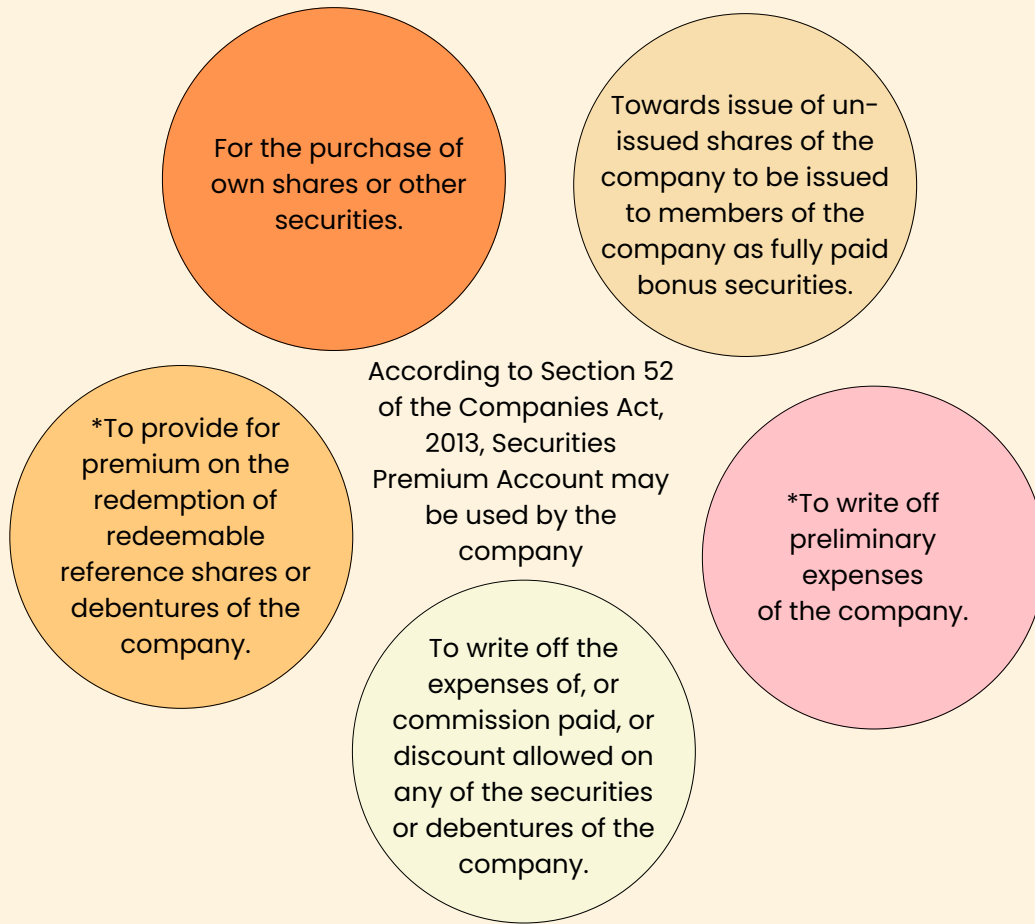 For the purchase of
own shares or other
securities.
Towards issue of un-
issued shares of the
company to be issued
to members of the
company as fully paid
bonus securities.
According to Section 52
of the Companies Act,
2013, Securities
Premium Account may
be used by the
company
*To provide for
premium on the
redemption of
redeemable
reference shares or
debentures of the
company.
*To write off
preliminary
expenses
of the company.
To write off the
expenses of, or
commission paid, or
discount allowed on
any of the securities
or debentures of the
company.